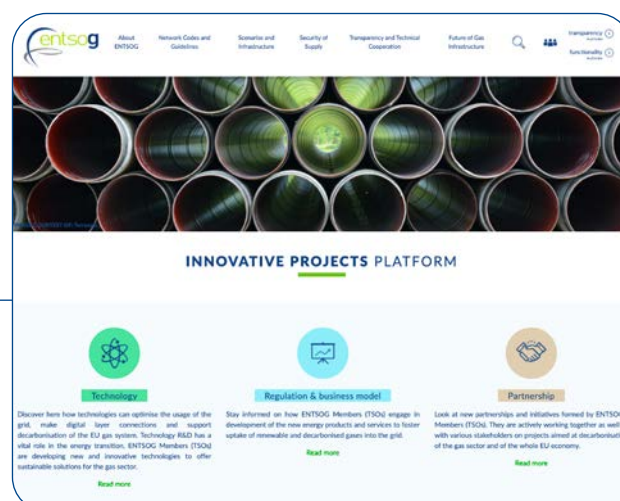 entsog
About
ENTSOG
Network Codes and
Guidelines
Scenarios and
Infrastructure
Security of
Supply
Transparency and Technical
Cooperation
Future of Gas
Infrastructure
transparency
functionality
INNOVATIVE PROJECTS PLATFORM
Technology
Discover here how technologies can optimise the usage of the
grid, make digital layer connections and support
decarbonisation of the EU gas system. Technology R&D has a
vital role in the energy transition, ENTSOG Members (TSOs)
are developing new and innovative technologies to offer
sustainable solutions for the gas sector.
Read more
Regulation & business model
Stay informed on how ENTSOG Members (TSOs) engage in
development of the new energy products and services to foster
uptake of renewable and decarbonised gases into the grid.
Read more
Partnership
Look at new partnerships and initiatives formed by ENTSOG
Members (TSOs). They are actively working together as well
with various stakeholders on projects aimed at decarbonisati
of the gas sector and of the whole EU economy.
Read more